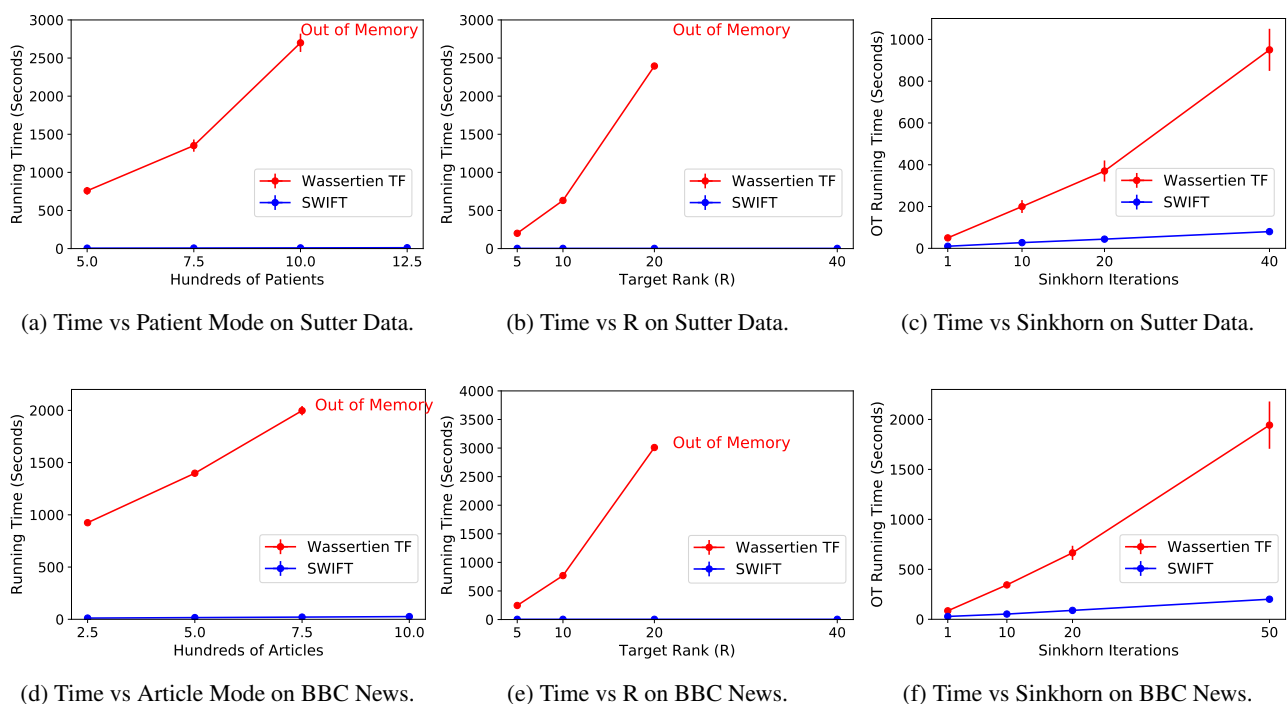 3000
2500
2000
1500
1000
500
0
Running Time (Seconds)
Out of Memory
Wassertien TF
SWIFT
5.0 7.5 10.0 12.5
Hundreds of Patients
(a) Time vs Patient Mode on Sutter Data.
3000
2500
2000
1500
1000
500
0
Running Time (Seconds)
Out of Memory
Wassertien TF
SWIFT
5 10 20 40
Target Rank (R)
(b) Time vs R on Sutter Data.
1000
800
600
400
200
0
OT Running Time (Seconds)
Wassertien TF
SWIFT
1 10 20 40
Sinkhorn Iterations
(c) Time vs Sinkhorn on Sutter Data.
2000
1500
1000
500
0
Running Time (Seconds)
Out of Memory
Wassertien TF
SWIFT
2.5 5.0 7.5 10.0
Hundreds of Articles
(d) Time vs Article Mode on BBC News.
4000
3500
3000
2500
2000
1500
1000
500
0
Running Time (Seconds)
Out of Memory
Wassertien TF
SWIFT
5 10 20 40
Target Rank (R)
(e) Time vs R on BBC News.
2000
1500
1000
500
0
OT Running Time (Seconds)
Wassertien TF
SWIFT
1 10 20 50
Sinkhorn Iterations
(f) Time vs Sinkhorn on BBC News.